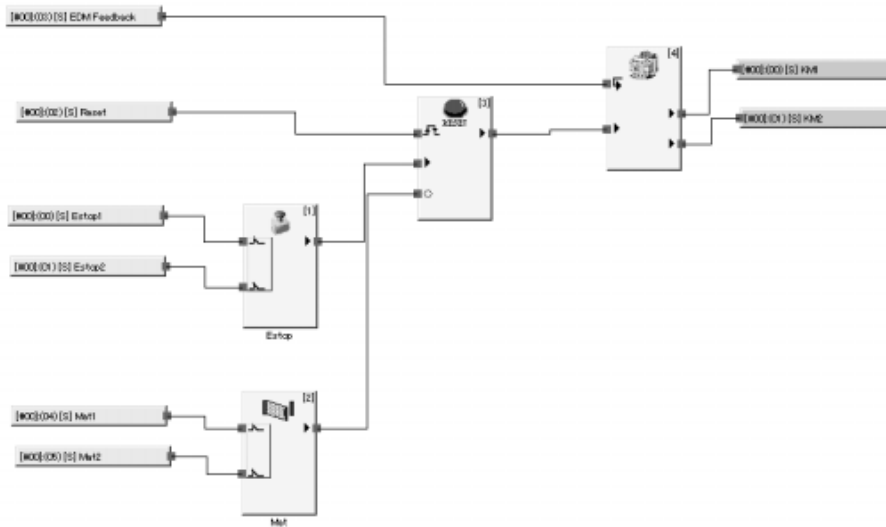 [#00]:(03) [S] EDM Feedback
[4]
[#00]:(00) [S] KM1
[3]
[#00]:(02) [S] Reset
RESET
[#00]:(01) [S] KM2
[#00]:(00) [S] Estop1
[1]
[#00]:(01) [S] Estop2
Estop
[2]
[#00]:(04) [S] Mat1
[#00]:(05) [S] Mat2
Mat